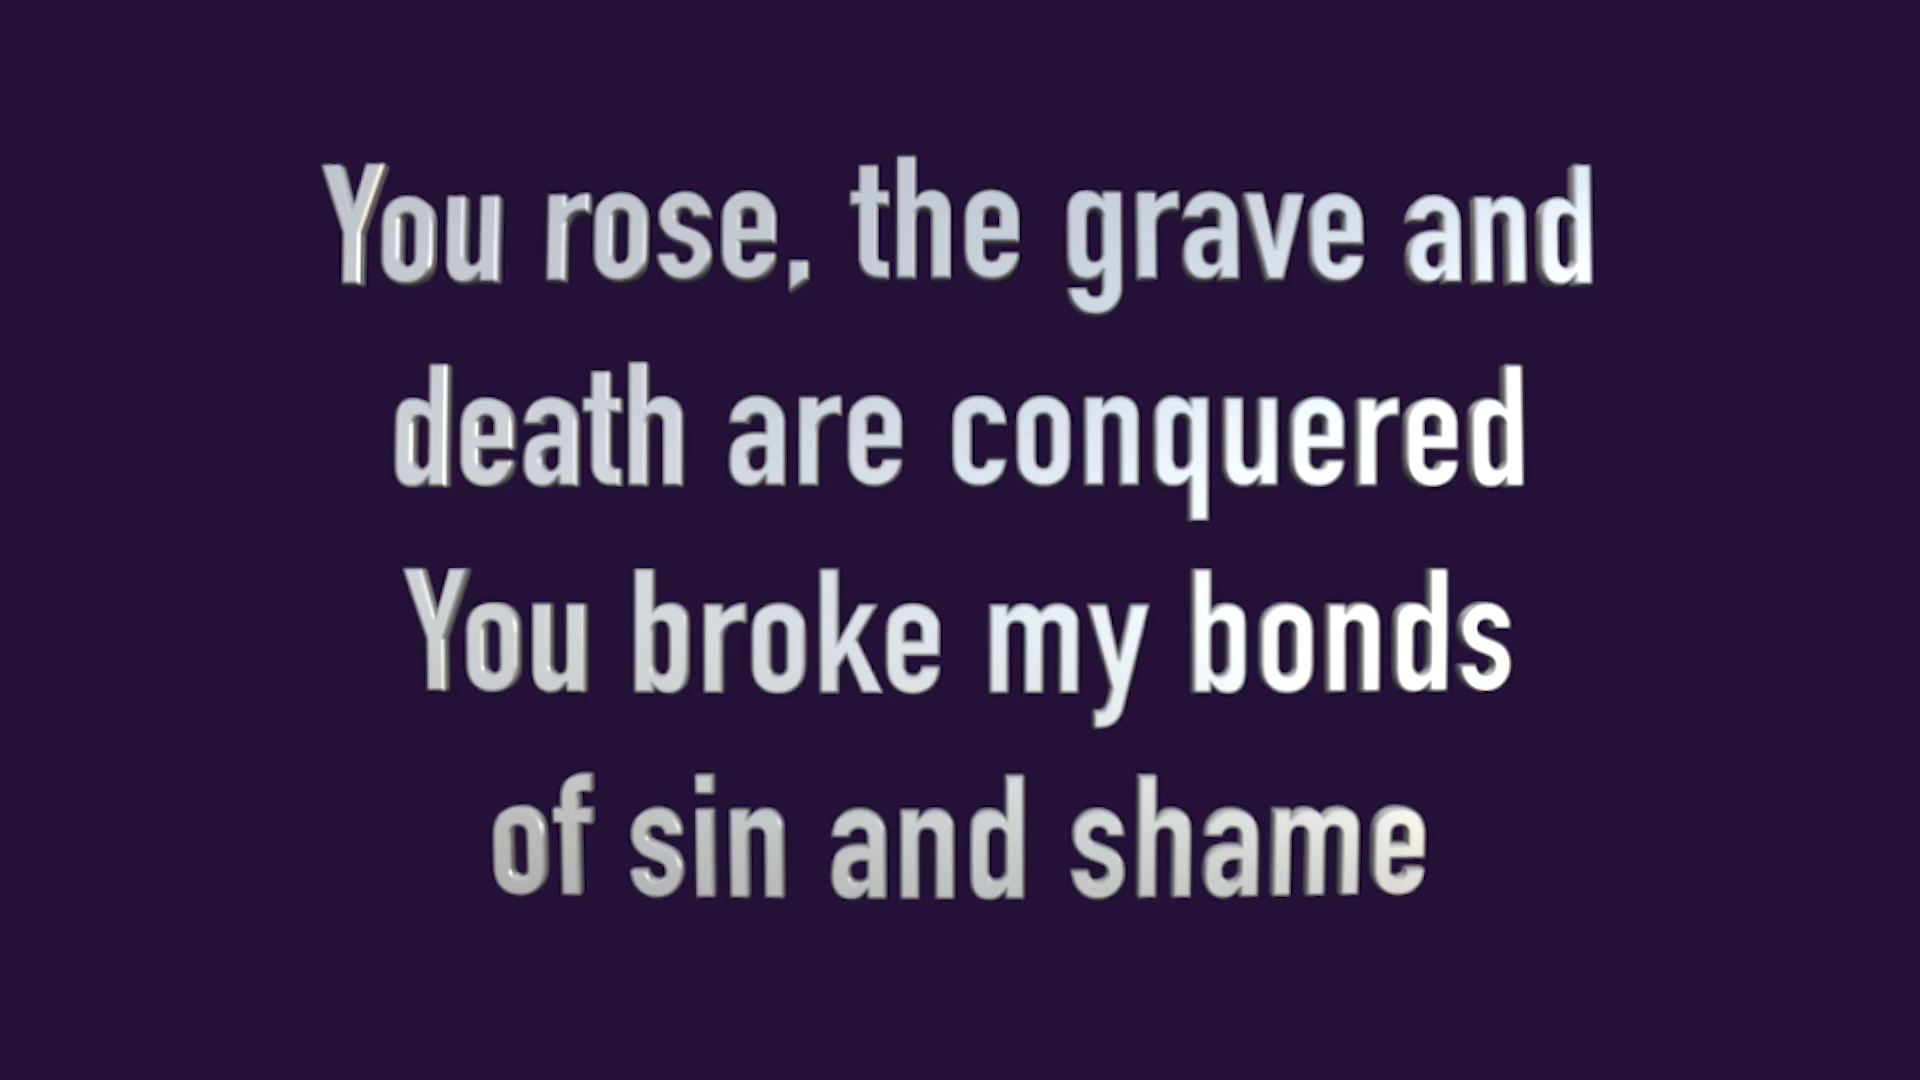 You rose, the grave and
death are conquered
You broke my bonds
of sin and shame